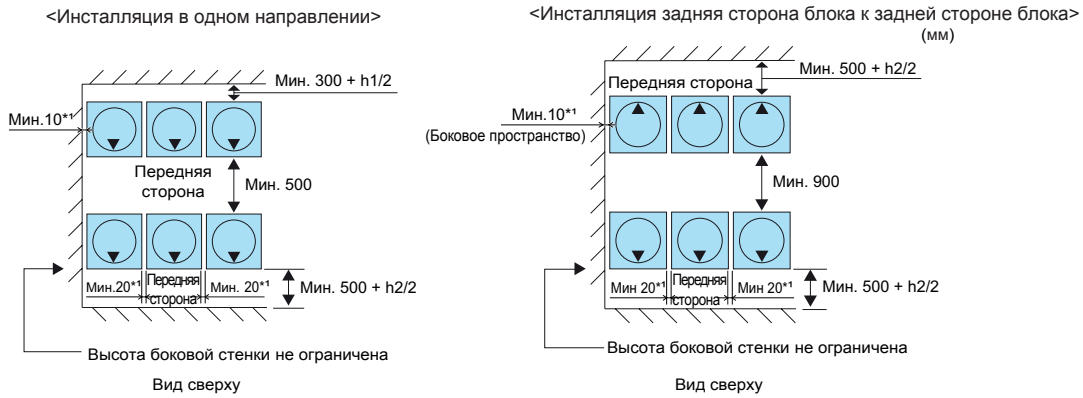 <Инсталляция в одном направлении>
Мин. 300 + h1/2
Мин.10*¹
Передняя
сторона
Мин. 500
Мин.20*¹
Передняя
сторона
Мин. 20*¹
Мин. 500 + h2/2
Высота боковой стенки не ограничена
Вид сверху
<Инсталляция задняя сторона блока к задней стороне блока>
(мм)
Передняя сторона
Мин. 500 + h2/2
Мин.10*¹
(Боковое пространство)
Мин. 900
Мин 20*¹
Передняя
сторона
Мин 20*¹
Мин. 500 + h2/2
Высота боковой стенки не ограничена
Вид сверху